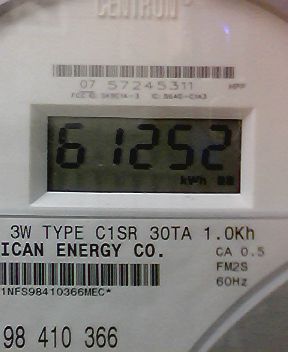 CENTRON®
07 57245311
61252
kWh
3W TYPE C1SR 30TA 1.0Kh
ICAN ENERGY CO. CA 0.5
FM2S
60Hz
1NFS98410366MEC*
98 410 366